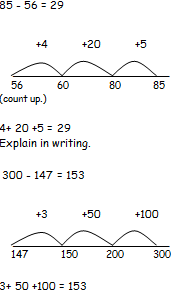 85 - 56 = 29
+4 +20 +5
56 60 80 85
(count up.)
4+ 20 +5 = 29
Explain in writing.
300 - 147 = 153
+3 +50 +100
147 150 200 300
3+ 50 +100 = 153